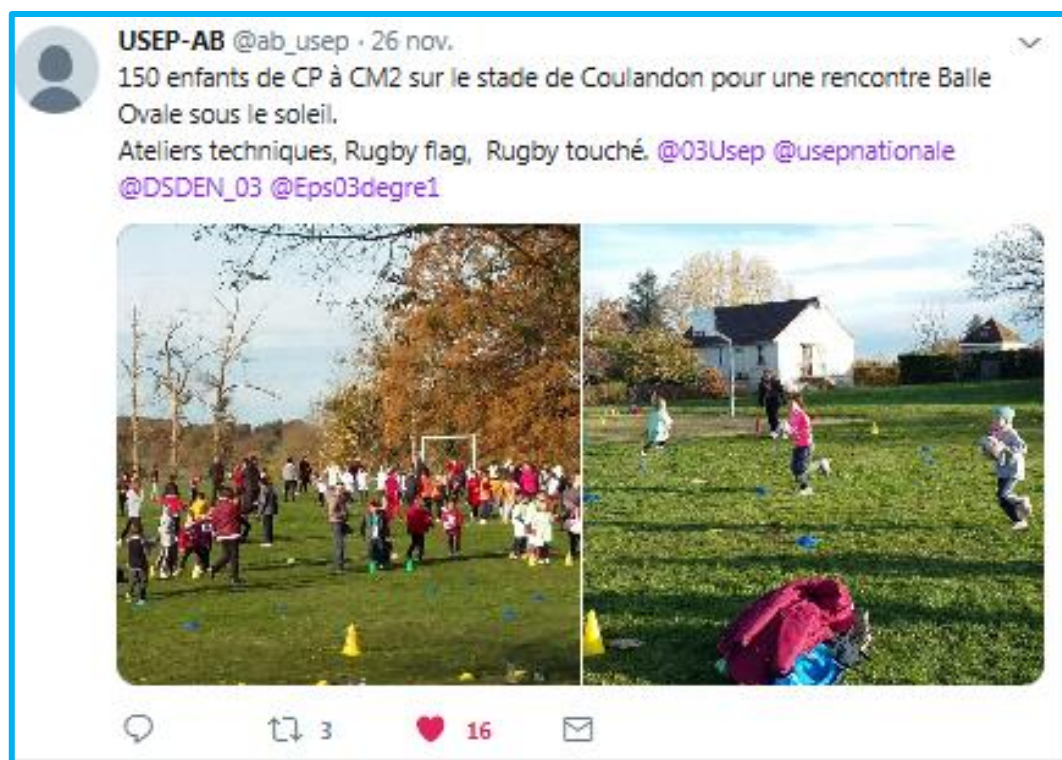 USEP-AB @ab_usep · 26 nov.
150 enfants de CP à CM2 sur le stade de Coulandon pour une rencontre Balle
Ovale sous le soleil.
Ateliers techniques, Rugby flag, Rugby touché. @03Usep @usepnationale
@DSDEN_03 @Eps03degre1
3 16